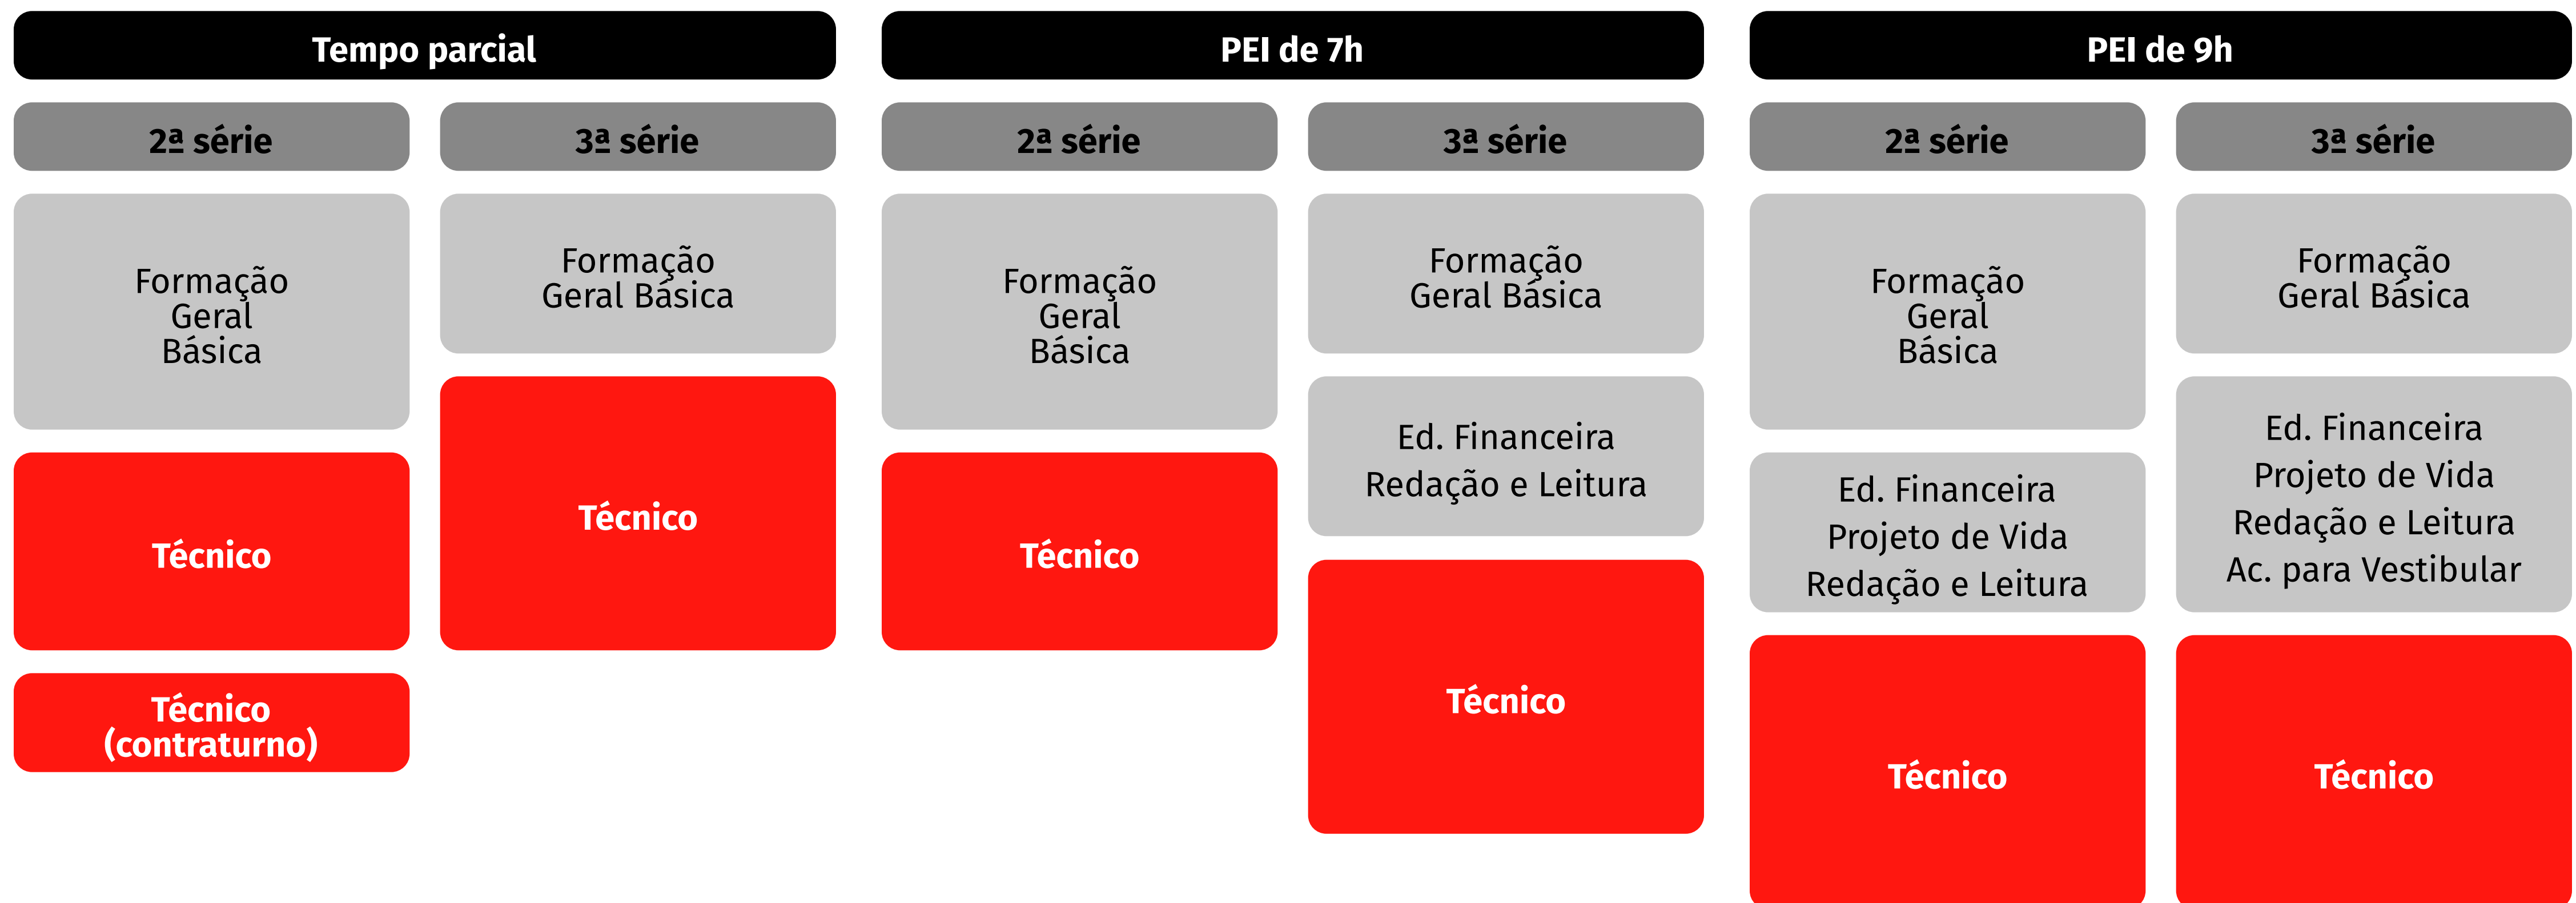 Tempo parcial
2ª série
Formação
Geral
Básica
Técnico
Técnico
(contraturno)
3ª série
Formação
Geral Básica
Técnico
PEI de 7h
2ª série
Formação
Geral
Básica
Técnico
3ª série
Formação
Geral Básica
Ed. Financeira
Redação e Leitura
Técnico
PEI de 9h
2ª série
Formação
Geral
Básica
Ed. Financeira
Projeto de Vida
Redação e Leitura
Técnico
3ª série
Formação
Geral Básica
Ed. Financeira
Projeto de Vida
Redação e Leitura
Ac. para Vestibular
Técnico